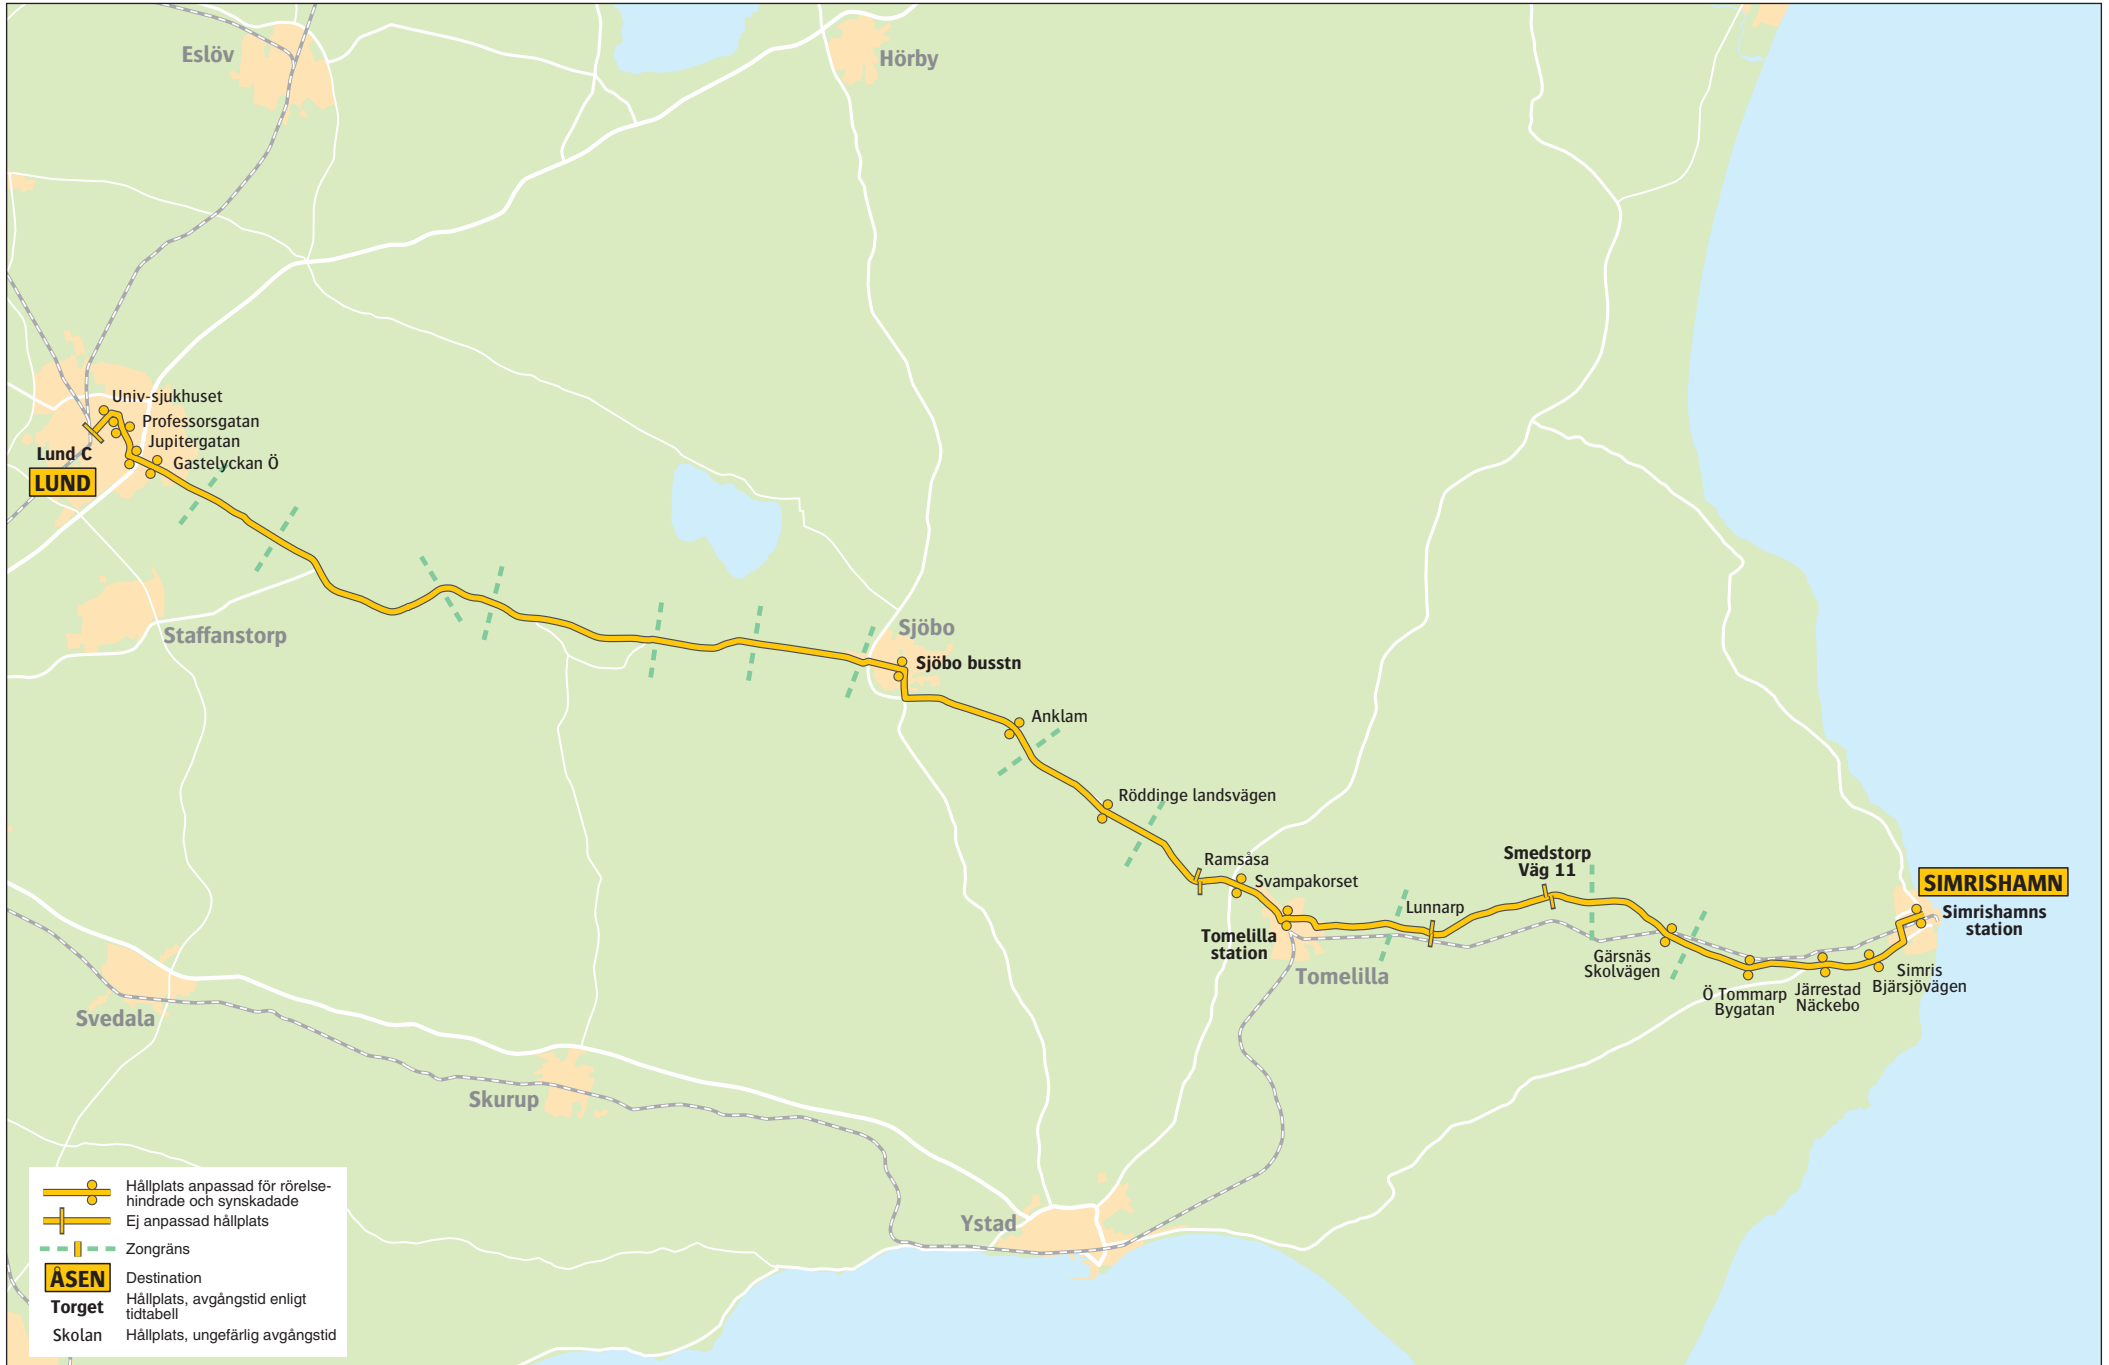 Eslöv
Hörby
Univ-sjukhuset
Professorsgatan
Jupitergatan
Lund C
Gastelyckan Ö
LUND
Staffanstorp
Sjöbo
Sjöbo busstn
Anklam
Röddinge landsvägen
Ramsåsa
Svampakorset
Smedstorp
Väg 11
Lunnarp
SIMRISHAMN
Simrishamns
station
Tomelilla
station
Tomelilla
Gärsnäs
Skolvägen
Ö Tommarp
Bygatan
Järrestad
Näckebo
Simris
Bjärsjövägen
Svedala
Skurup
Ystad
Hållplats anpassad för rörelse-
hindrade och synskadade
Ej anpassad hållplats
Zongräns
ÅSEN Destination
Torget Hållplats, avgångstid enligt
tidtabell
Skolan Hållplats, ungefärlig avgångstid